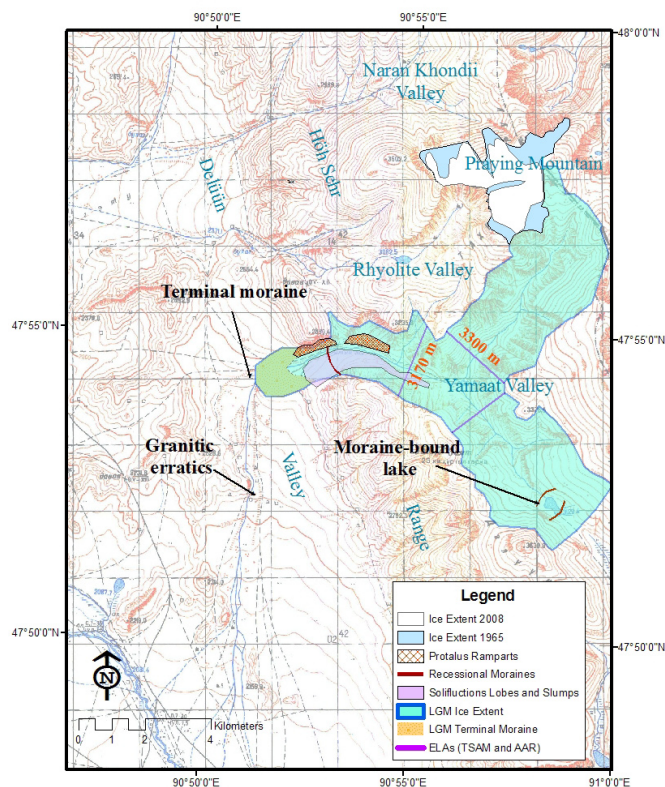 90°50'0"E
90°55'0"E
48°0'0"N
Naran Khondii
Valley
Höh Serh
Praying Mountain
Delüün
Rhyolite Valley
Terminal moraine
47°55'0"N
47°55'0"N
3300 m
3170 m
Yamaat Valley
Granitic
erratics
Valley
Moraine-bound
lake
Range
Legend
Ice Extent 2008
Ice Extent 1965
Protalus Ramparts
Recessional Moraines
Solifluctions Lobes and Slumps
LGM Ice Extent
LGM Terminal Moraine
ELAs (TSAM and AAR)
47°50'0"N
47°50'0"N
N
Kilometers
0 1 2 4
90°50'0"E
90°55'0"E
91°0'0"E